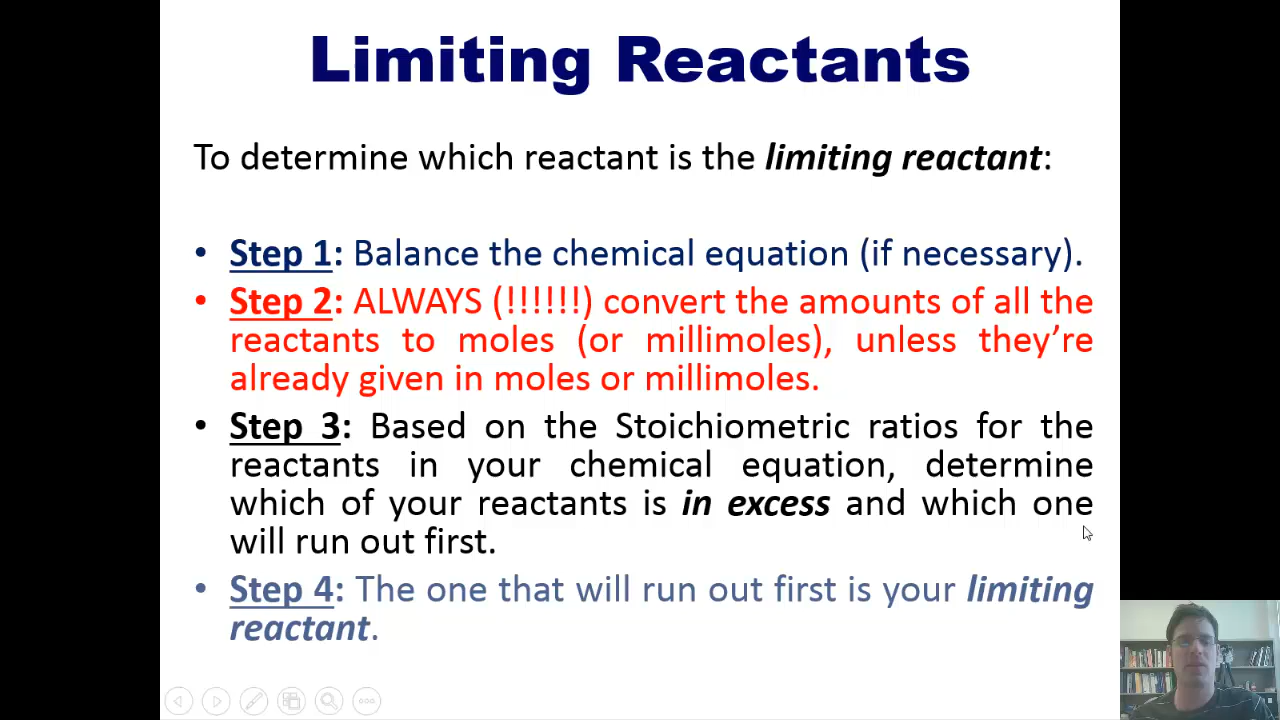 Limiting Reactants
To determine which reactant is the limiting reactant:
• Step 1: Balance the chemical equation (if necessary).
• Step 2: ALWAYS (!!!!!!) convert the amounts of all the
reactants to moles (or millimoles), unless they’re
already given in moles or millimoles.
• Step 3: Based on the Stoichiometric ratios for the
reactants in your chemical equation, determine
which of your reactants is in excess and which one
will run out first.
• Step 4: The one that will run out first is your limiting
reactant.